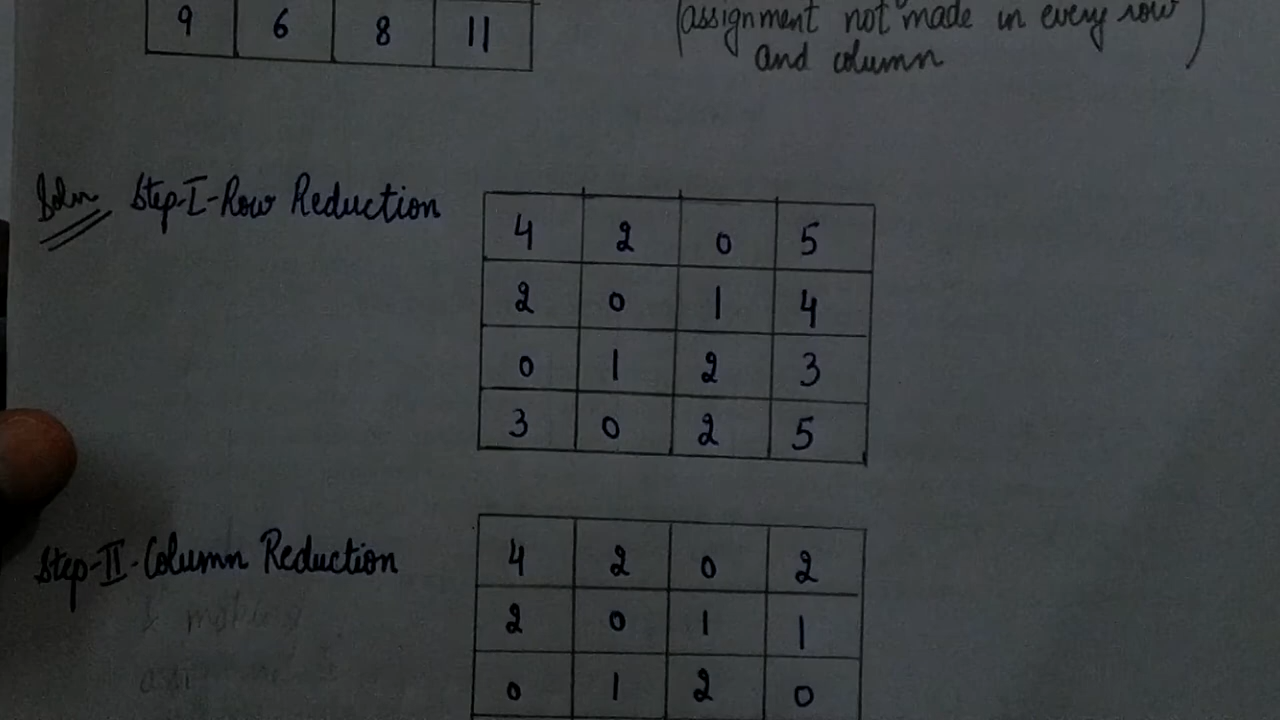 9 6 8 11
(assignment not made in every row
and column)
Soln Step-I-Row Reduction
4 2 0 5
2 0 1 4
0 1 2 3
3 0 2 5
Step-II-Column Reduction
4 2 0 2
2 0 1 1
0 1 2 0